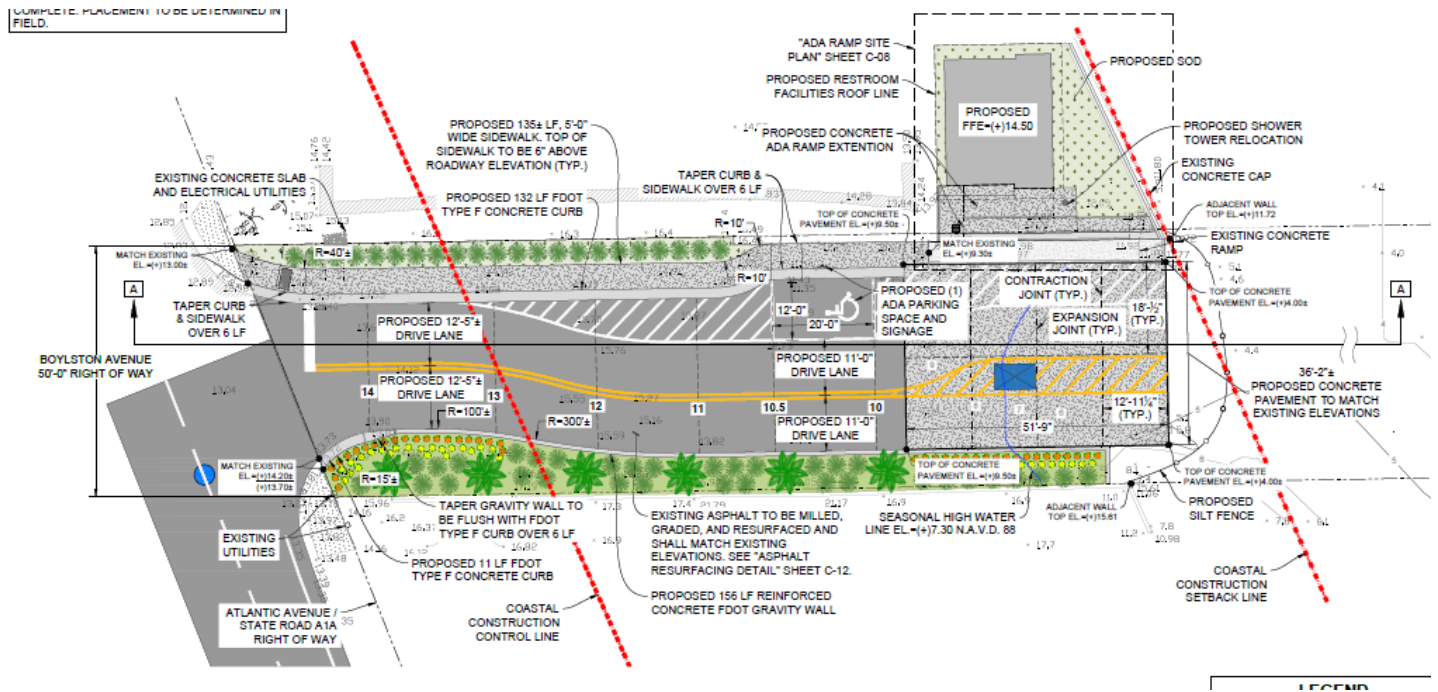 COMPLETE. PLACEMENT TO BE DETERMINED IN
FIELD.
"ADA RAMP SITE
PLAN" SHEET C-08
PROPOSED RESTROOM
FACILITIES ROOF LINE
PROPOSED SOD
PROPOSED
FFE=(+)14.50
PROPOSED CONCRETE
ADA RAMP EXTENTION
PROPOSED SHOWER
TOWER RELOCATION
EXISTING
CONCRETE CAP
PROPOSED 135± LF, 5'-0"
WIDE SIDEWALK. TOP OF
SIDEWALK TO BE 6" ABOVE
ROADWAY ELEVATION (TYP.)
EXISTING CONCRETE SLAB
AND ELECTRICAL UTILITIES
PROPOSED 132 LF FDOT
TYPE F CONCRETE CURB
TAPER CURB &
SIDEWALK OVER 6 LF
TOP OF CONCRETE
PAVEMENT EL.=(+)9.50±
ADJACENT WALL
TOP EL.=(+)11.72
EXISTING CONCRETE
RAMP
R=10'
R=40'±
R=10'
MATCH EXISTING
EL.=(+)13.00±
MATCH EXISTING
EL.=(+)9.30±
TOP OF CONCRETE
PAVEMENT EL.=(+)4.00±
A
A
TAPER CURB
& SIDEWALK
OVER 6 LF
PROPOSED 12'-5"±
DRIVE LANE
12'-0"
20'-0"
PROPOSED (1)
ADA PARKING
SPACE AND
SIGNAGE
CONTRACTION
JOINT (TYP.)
EXPANSION
JOINT (TYP.)
18'-½"
(TYP.)
BOYLSTON AVENUE
50'-0" RIGHT OF WAY
PROPOSED 11'-0"
DRIVE LANE
PROPOSED 12'-5"±
DRIVE LANE
14
13
12
11
10.5
10
36'-2"±
PROPOSED CONCRETE
PAVEMENT TO MATCH
EXISTING ELEVATIONS
12'-11¼"
(TYP.)
R=100'±
R=300'±
PROPOSED 11'-0"
DRIVE LANE
51'-9"
13.04
15.76
15.16
15.59
13.82
MATCH EXISTING
EL.=(+)14.20±
(+)13.70±
R=15'±
TOP OF CONCRETE
PAVEMENT EL.=(+)9.50±
TOP OF CONCRETE
PAVEMENT EL.=(+)4.00±
TAPER GRAVITY WALL TO
BE FLUSH WITH FDOT
TYPE F CURB OVER 6 LF
EXISTING ASPHALT TO BE MILLED,
GRADED, AND RESURFACED AND
SHALL MATCH EXISTING
ELEVATIONS. SEE "ASPHALT
RESURFACING DETAIL" SHEET C-12.
SEASONAL HIGH WATER
LINE EL.=(+)7.30 N.A.V.D. 88
ADJACENT WALL
TOP EL.=(+)15.61
PROPOSED
SILT FENCE
EXISTING
UTILITIES
PROPOSED 11 LF FDOT
TYPE F CONCRETE CURB
PROPOSED 156 LF REINFORCED
CONCRETE FDOT GRAVITY WALL
ATLANTIC AVENUE /
STATE ROAD A1A
RIGHT OF WAY
COASTAL
CONSTRUCTION
CONTROL LINE
COASTAL
CONSTRUCTION
SETBACK LINE
LEGEND